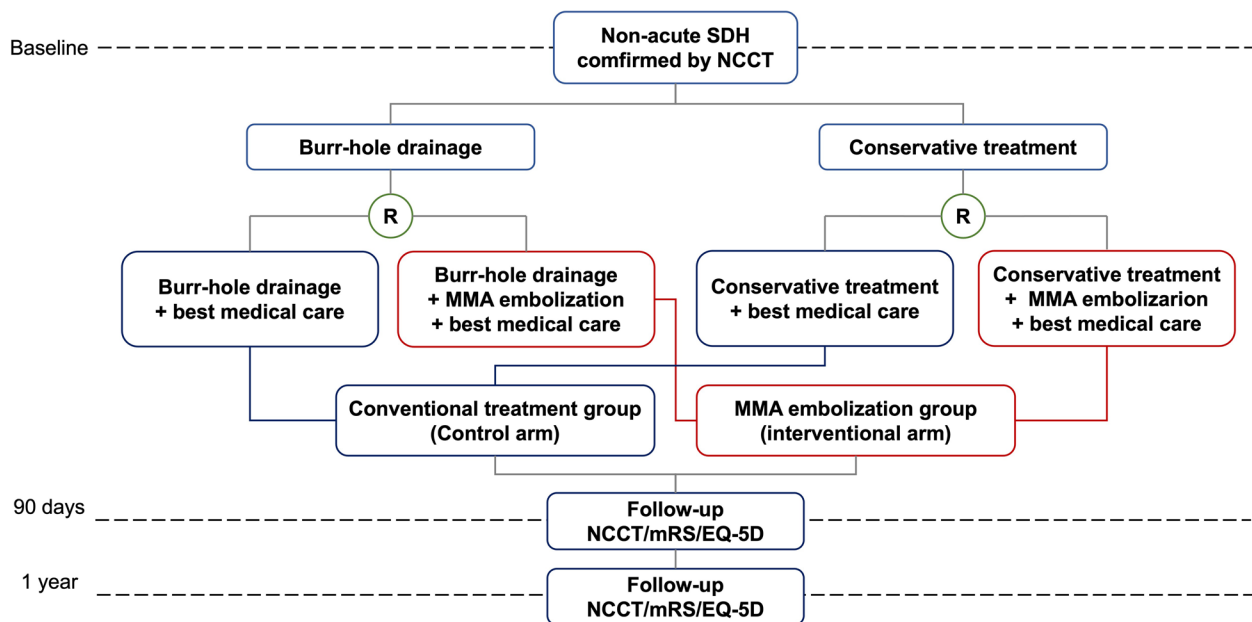 Baseline
Non-acute SDH
comfirmed by NCCT
Burr-hole drainage
Conservative treatment
R
R
Burr-hole drainage
+ best medical care
Burr-hole drainage
+ MMA embolization
+ best medical care
Conservative treatment
+ best medical care
Conservative treatment
+ MMA embolizarion
+ best medical care
Conventional treatment group
(Control arm)
MMA embolization group
(interventional arm)
90 days
Follow-up
NCCT/mRS/EQ-5D
1 year
Follow-up
NCCT/mRS/EQ-5D